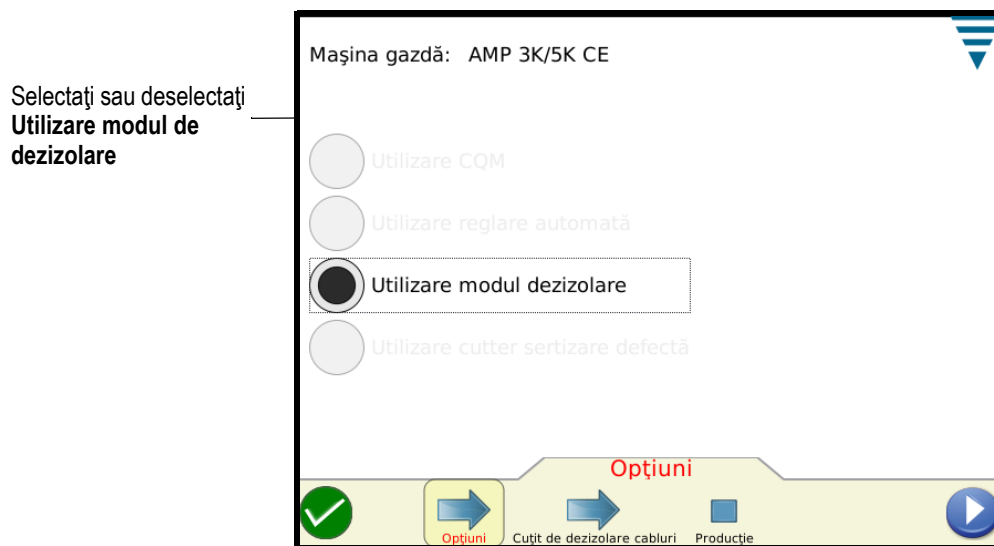 Selectaţi sau deselectaţi
Utilizare modul de
dezizolare
Maşina gazdă: AMP 3K/5K CE
Utilizare CQM
Utilizare reglare automată
Utilizare modul dezizolare
Utilizare cutter sertizare defectă
Opţiuni
Opţiuni
Cuţit de dezizolare cabluri
Producţie